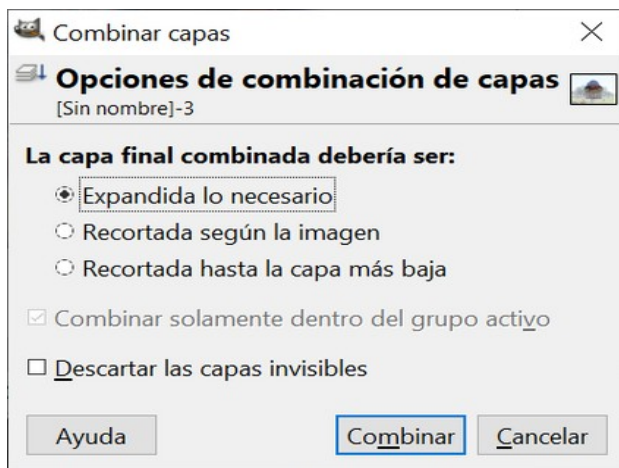 Combinar capas
Opciones de combinación de capas
[Sin nombre]-3
La capa final combinada debería ser:
Expandida lo necesario
Recortada según la imagen
Recortada hasta la capa más baja
Combinar solamente dentro del grupo activo
Descartar las capas invisibles
Ayuda Combinar Cancelar